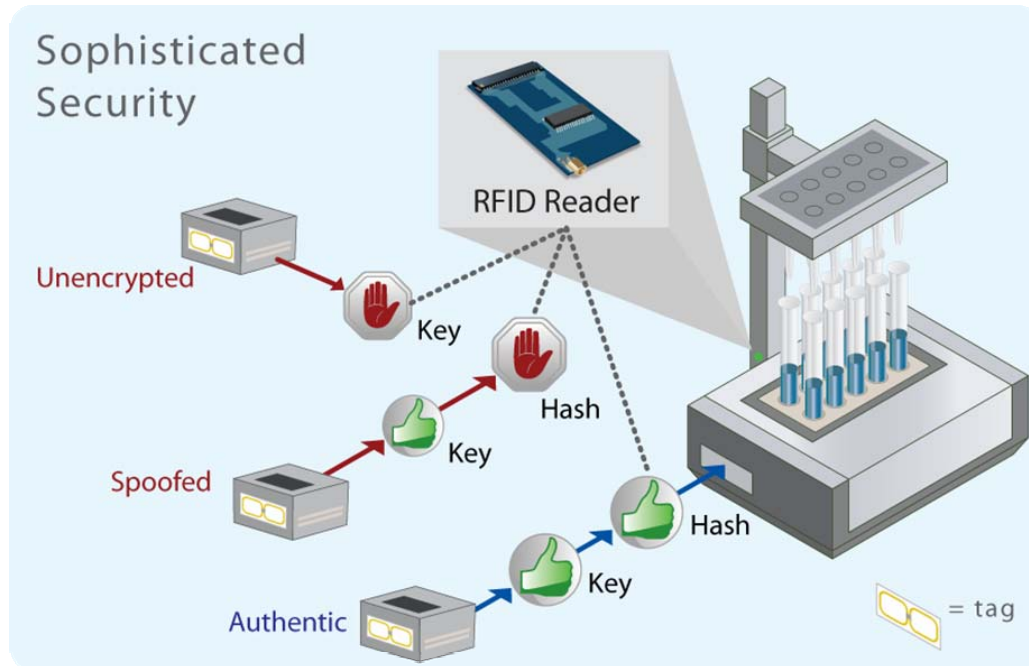 Sophisticated
Security
RFID Reader
Unencrypted
Key
Hash
Spoofed
Key
Hash
Key
Authentic
= tag